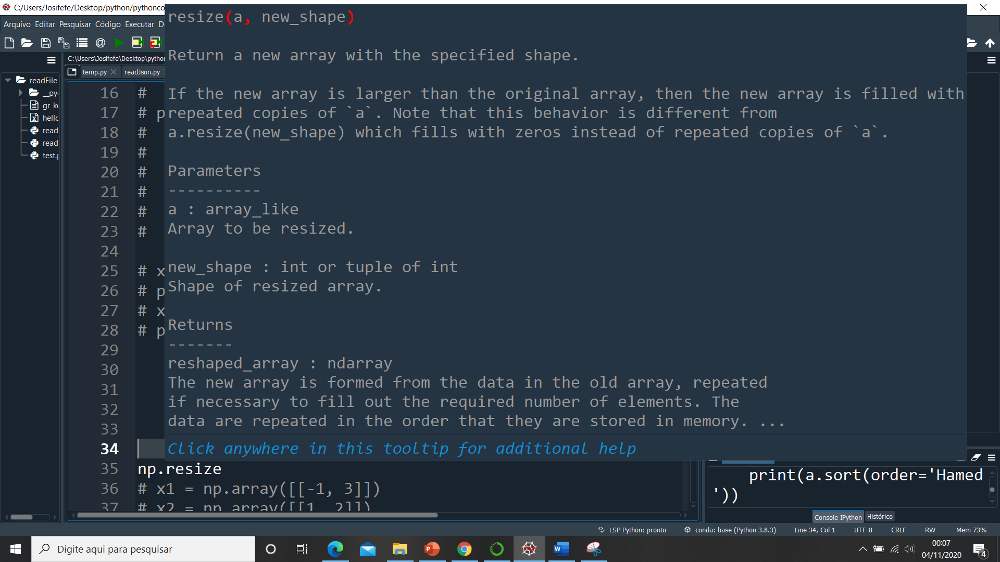 C:/Users/Josifefe/Desktop/python/pythonco
Arquivo Editar Pesquisar Código Executar D
C:\Users\Josifefe\Desktop\python
temp.py
readJson.py
readFile
hello
read
read
test.p
resize(a, new_shape)
Return a new array with the specified shape.
If the new array is larger than the original array, then the new array is filled with
repeated copies of `a`. Note that this behavior is different from
a.resize(new_shape) which fills with zeros instead of repeated copies of `a`.
Parameters
----------
a : array_like
Array to be resized.
new_shape : int or tuple of int
Shape of resized array.
Returns
-------
reshaped_array : ndarray
The new array is formed from the data in the old array, repeated
if necessary to fill out the required number of elements. The
data are repeated in the order that they are stored in memory. ...
Click anywhere in this tooltip for additional help
16 #
17 # p
18 #
19 #
20 #
21 #
22 #
23 #
24
25 # x
26 # p
27 # x
28 # p
29
30
31
32
33
34
35 np.resize
36 # x1 = np.array([[-1, 3]])
37 # x2 = np.array([[1, 2]])
print(a.sort(order='Hamed
'))
Console IPython Histórico
LSP Python: pronto conda: base (Python 3.8.3) Line 34, Col 1 UTF-8 CRLF RW Mem 73%
Digite aqui para pesquisar
00:07
04/11/2020
4